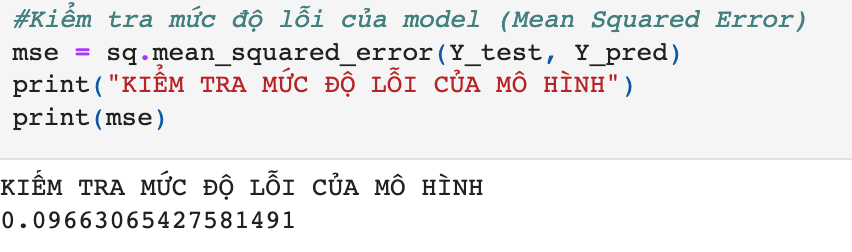 #Kiểm tra mức độ lỗi của model (Mean Squared Error)
mse = sq.mean_squared_error(Y_test, Y_pred)
print("KIỂM TRA MỨC ĐỘ LỖI CỦA MÔ HÌNH")
print(mse)
KIỂM TRA MỨC ĐỘ LỖI CỦA MÔ HÌNH
0.09663065427581491